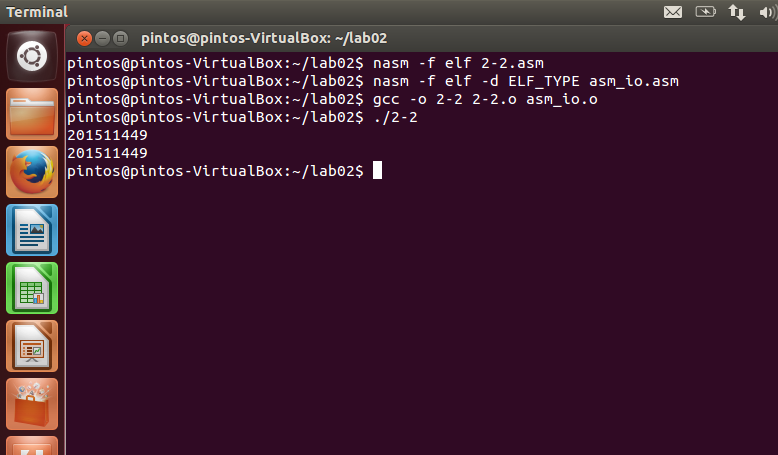 Terminal
pintos@pintos-VirtualBox: ~/lab02
pintos@pintos-VirtualBox:~/lab02$ nasm -f elf 2-2.asm
pintos@pintos-VirtualBox:~/lab02$ nasm -f elf -d ELF_TYPE asm_io.asm
pintos@pintos-VirtualBox:~/lab02$ gcc -o 2-2 2-2.o asm_io.o
pintos@pintos-VirtualBox:~/lab02$ ./2-2
201511449
201511449
pintos@pintos-VirtualBox:~/lab02$